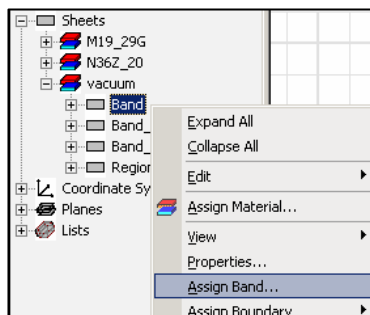 Sheets
M19_29G
N36Z_20
vacuum
Band
Band_
Band_
Region
Coordinate Sy
Planes
Lists
Expand All
Collapse All
Edit
Assign Material...
View
Properties...
Assign Band...
Assign Boundary